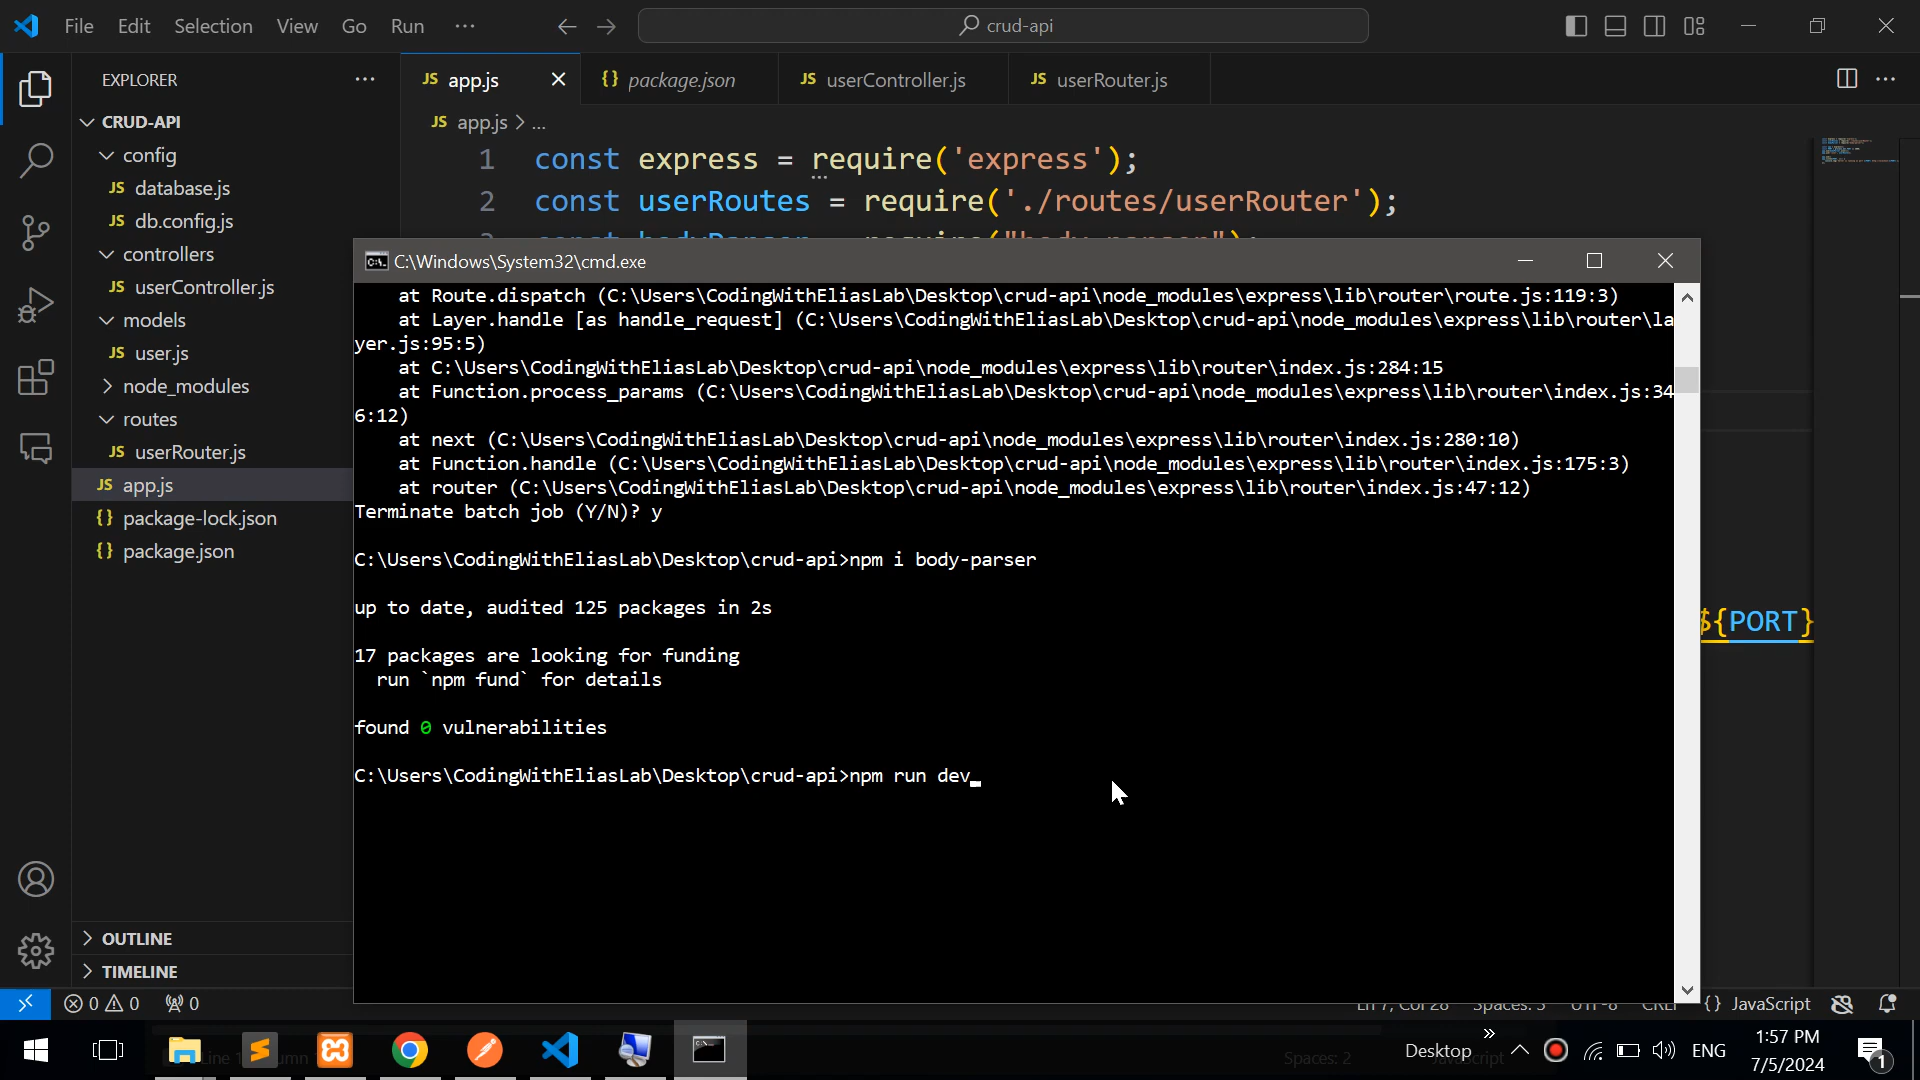 File Edit Selection View Go Run ···
crud-api
EXPLORER
CRUD-API
config
JS database.js
JS db.config.js
controllers
JS userController.js
models
JS user.js
node_modules
routes
JS userRouter.js
JS app.js
{} package-lock.json
{} package.json
OUTLINE
TIMELINE
JS app.js
{} package.json
JS userController.js
JS userRouter.js
JS app.js > ...
1 const express = require('express');
2 const userRoutes = require('./routes/userRouter');
${PORT}
C:\Windows\System32\cmd.exe
at Route.dispatch (C:\Users\CodingWithEliasLab\Desktop\crud-api\node_modules\express\lib\router\route.js:119:3)
at Layer.handle [as handle_request] (C:\Users\CodingWithEliasLab\Desktop\crud-api\node_modules\express\lib\router\la
yer.js:95:5)
at C:\Users\CodingWithEliasLab\Desktop\crud-api\node_modules\express\lib\router\index.js:284:15
at Function.process_params (C:\Users\CodingWithEliasLab\Desktop\crud-api\node_modules\express\lib\router\index.js:34
6:12)
at next (C:\Users\CodingWithEliasLab\Desktop\crud-api\node_modules\express\lib\router\index.js:280:10)
at Function.handle (C:\Users\CodingWithEliasLab\Desktop\crud-api\node_modules\express\lib\router\index.js:175:3)
at router (C:\Users\CodingWithEliasLab\Desktop\crud-api\node_modules\express\lib\router\index.js:47:12)
Terminate batch job (Y/N)? y
C:\Users\CodingWithEliasLab\Desktop\crud-api>npm i body-parser
up to date, audited 125 packages in 2s
17 packages are looking for funding
run `npm fund` for details
found 0 vulnerabilities
C:\Users\CodingWithEliasLab\Desktop\crud-api>npm run dev
0 0 0
{} JavaScript
Desktop
ENG
1:57 PM
7/5/2024
1